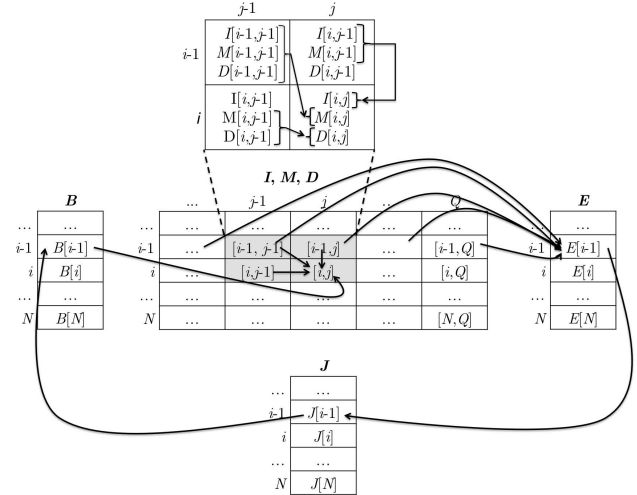 j-1 j
i-1 I[i-1,j-1] I[i,j-1]
M[i-1,j-1] M[i,j-1]
D[i-1,j-1] D[i,j-1]
i I[i,j-1] I[i,j]
M[i,j-1] M[i,j]
D[i,j-1] D[i,j]
I, M, D
B
... j-1 j ... Q
E
... ...
i-1 B[i-1]
i B[i]
... ...
N B[N]
... ... ... ... ... ...
i-1 ... [i-1, j-1] [i-1,j] ... [i-1,Q]
i ... [i,j-1] [i,j] ... [i,Q]
... ... ... ... ... ...
N ... ... ... ... [N,Q]
... ...
i-1 E[i-1]
i E[i]
... ...
N E[N]
J
... ...
i-1 J[i-1]
i J[i]
... ...
N J[N]